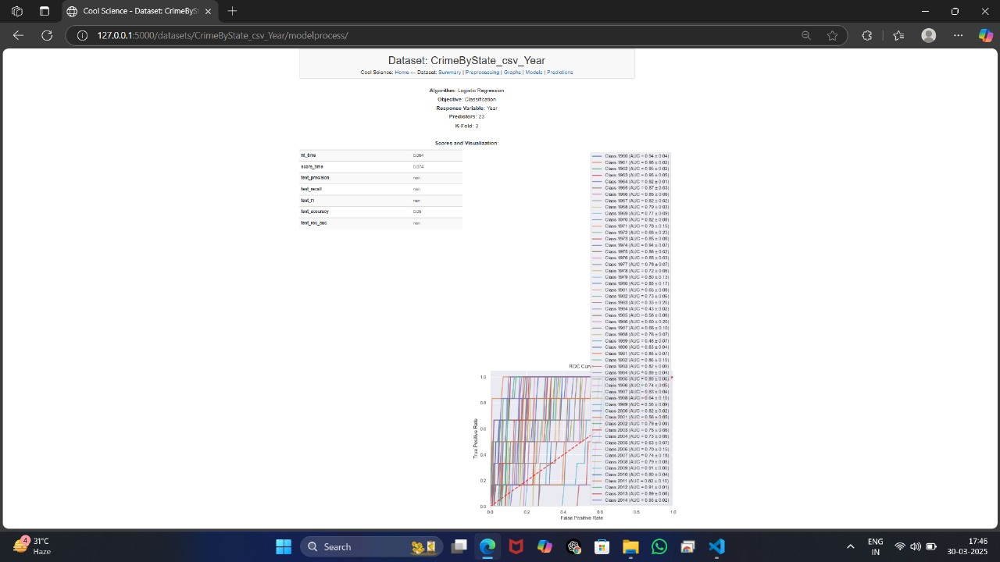 Cool Science - Dataset: CrimeBySt
127.0.0.1:5000/datasets/CrimeByState_csv_Year/modelprocess/
Dataset: CrimeByState_csv_Year
Cool Science: Home --- Dataset: Summary | Preprocessing | Graphs | Models | Predictions
Algorithm: Logistic Regression
Objective: Classification
Response Variable: Year
Predictors: 23
K-Fold: 3
Scores and Visualization:
fit_time 0.064
score_time 0.074
test_precision nan
test_recall nan
test_f1 nan
test_accuracy 0.05
test_roc_auc nan
Class 1960 (AUC = 0.94 ± 0.04)
Class 1961 (AUC = 0.95 ± 0.02)
Class 1962 (AUC = 0.95 ± 0.02)
Class 1963 (AUC = 0.95 ± 0.05)
Class 1964 (AUC = 0.92 ± 0.01)
Class 1965 (AUC = 0.87 ± 0.03)
Class 1966 (AUC = 0.85 ± 0.06)
Class 1967 (AUC = 0.82 ± 0.02)
Class 1968 (AUC = 0.79 ± 0.03)
Class 1969 (AUC = 0.77 ± 0.09)
Class 1970 (AUC = 0.82 ± 0.08)
Class 1971 (AUC = 0.78 ± 0.15)
Class 1972 (AUC = 0.68 ± 0.23)
Class 1973 (AUC = 0.85 ± 0.06)
Class 1974 (AUC = 0.94 ± 0.07)
Class 1975 (AUC = 0.86 ± 0.02)
Class 1976 (AUC = 0.85 ± 0.03)
Class 1977 (AUC = 0.76 ± 0.07)
Class 1978 (AUC = 0.72 ± 0.08)
Class 1979 (AUC = 0.80 ± 0.13)
Class 1980 (AUC = 0.65 ± 0.17)
Class 1981 (AUC = 0.65 ± 0.08)
Class 1982 (AUC = 0.73 ± 0.06)
Class 1983 (AUC = 0.33 ± 0.20)
Class 1984 (AUC = 0.43 ± 0.02)
Class 1985 (AUC = 0.58 ± 0.06)
Class 1986 (AUC = 0.60 ± 0.20)
Class 1987 (AUC = 0.66 ± 0.10)
Class 1988 (AUC = 0.76 ± 0.07)
Class 1989 (AUC = 0.48 ± 0.07)
Class 1990 (AUC = 0.63 ± 0.04)
Class 1991 (AUC = 0.85 ± 0.07)
Class 1992 (AUC = 0.86 ± 0.15)
ROC Curv
Class 1993 (AUC = 0.82 ± 0.09)
Class 1994 (AUC = 0.89 ± 0.04)
Class 1995 (AUC = 0.89 ± 0.06)
Class 1996 (AUC = 0.74 ± 0.05)
Class 1997 (AUC = 0.83 ± 0.04)
Class 1998 (AUC = 0.64 ± 0.10)
Class 1999 (AUC = 0.56 ± 0.09)
Class 2000 (AUC = 0.82 ± 0.02)
Class 2001 (AUC = 0.56 ± 0.05)
Class 2002 (AUC = 0.79 ± 0.09)
Class 2003 (AUC = 0.75 ± 0.08)
Class 2004 (AUC = 0.73 ± 0.08)
Class 2005 (AUC = 0.63 ± 0.07)
Class 2006 (AUC = 0.70 ± 0.15)
Class 2007 (AUC = 0.74 ± 0.18)
Class 2008 (AUC = 0.79 ± 0.08)
Class 2009 (AUC = 0.91 ± 0.00)
Class 2010 (AUC = 0.80 ± 0.04)
Class 2011 (AUC = 0.82 ± 0.10)
Class 2012 (AUC = 0.91 ± 0.01)
Class 2013 (AUC = 0.89 ± 0.06)
Class 2014 (AUC = 0.93 ± 0.02)
1.0
0.8
0.6
0.4
0.2
0.0
True Positive Rate
0.0 0.2 0.4 0.6 0.8 1.0
False Positive Rate
4
31°C
Haze
Search
ENG
IN
17:46
30-03-2025